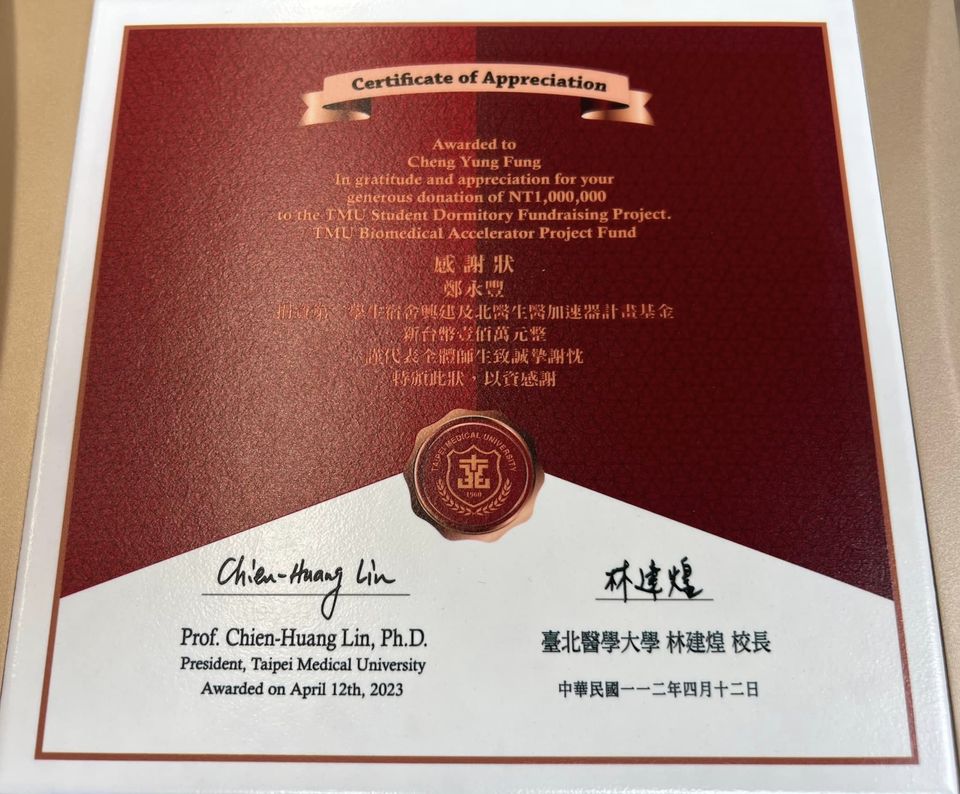 Certificate of Appreciation
Awarded to
Cheng Yung Fung
In gratitude and appreciation for your
generous donation of NT1,000,000
to the TMU Student Dormitory Fundraising Project.
TMU Biomedical Accelerator Project Fund
感謝狀
鄭永豐
捐資第二學生宿舍興建及北醫生醫加速器計畫基金
新台幣壹佰萬元整
謹代表全體師生致誠摯謝忱
特頒此狀，以資感謝
TAIPEI MEDICAL UNIVERSITY
1960
Chien-Huang Lin
Prof. Chien-Huang Lin, Ph.D.
President, Taipei Medical University
Awarded on April 12th, 2023
林建煌
臺北醫學大學 林建煌 校長
中華民國一一二年四月十二日